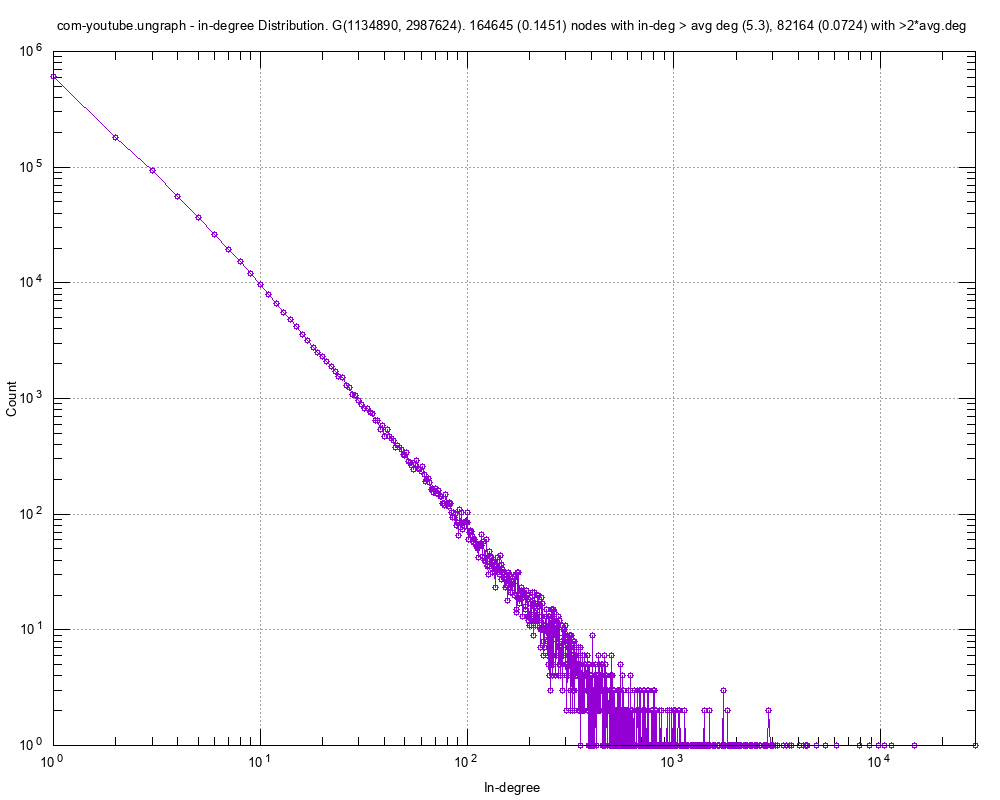 com-youtube.ungraph - in-degree Distribution. G(1134890, 2987624). 164645 (0.1451) nodes with in-deg > avg deg (5.3), 82164 (0.0724) with >2*avg.deg
10^6
10^5
10^4
10^3
10^2
10^1
10^0
Count
10^0 10^1 10^2 10^3 10^4
In-degree